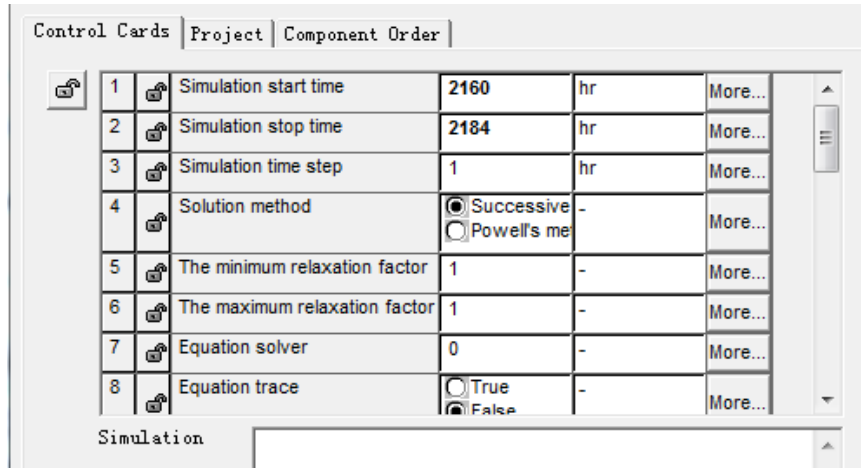 Control Cards Project Component Order
1 Simulation start time 2160 hr More...
2 Simulation stop time 2184 hr More...
3 Simulation time step 1 hr More...
4 Solution method Successive - More...
Powell's me
5 The minimum relaxation factor 1 - More...
6 The maximum relaxation factor 1 - More...
7 Equation solver 0 - More...
8 Equation trace True - More...
False
Simulation